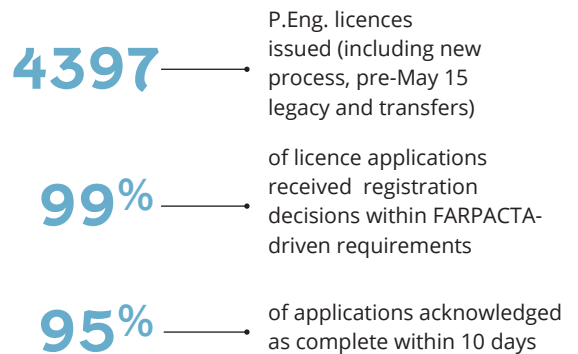 4397
P.Eng. licences
issued (including new
process, pre-May 15
legacy and transfers)
99%
of licence applications
received registration
decisions within FARPACTA-
driven requirements
95%
of applications acknowledged
as complete within 10 days